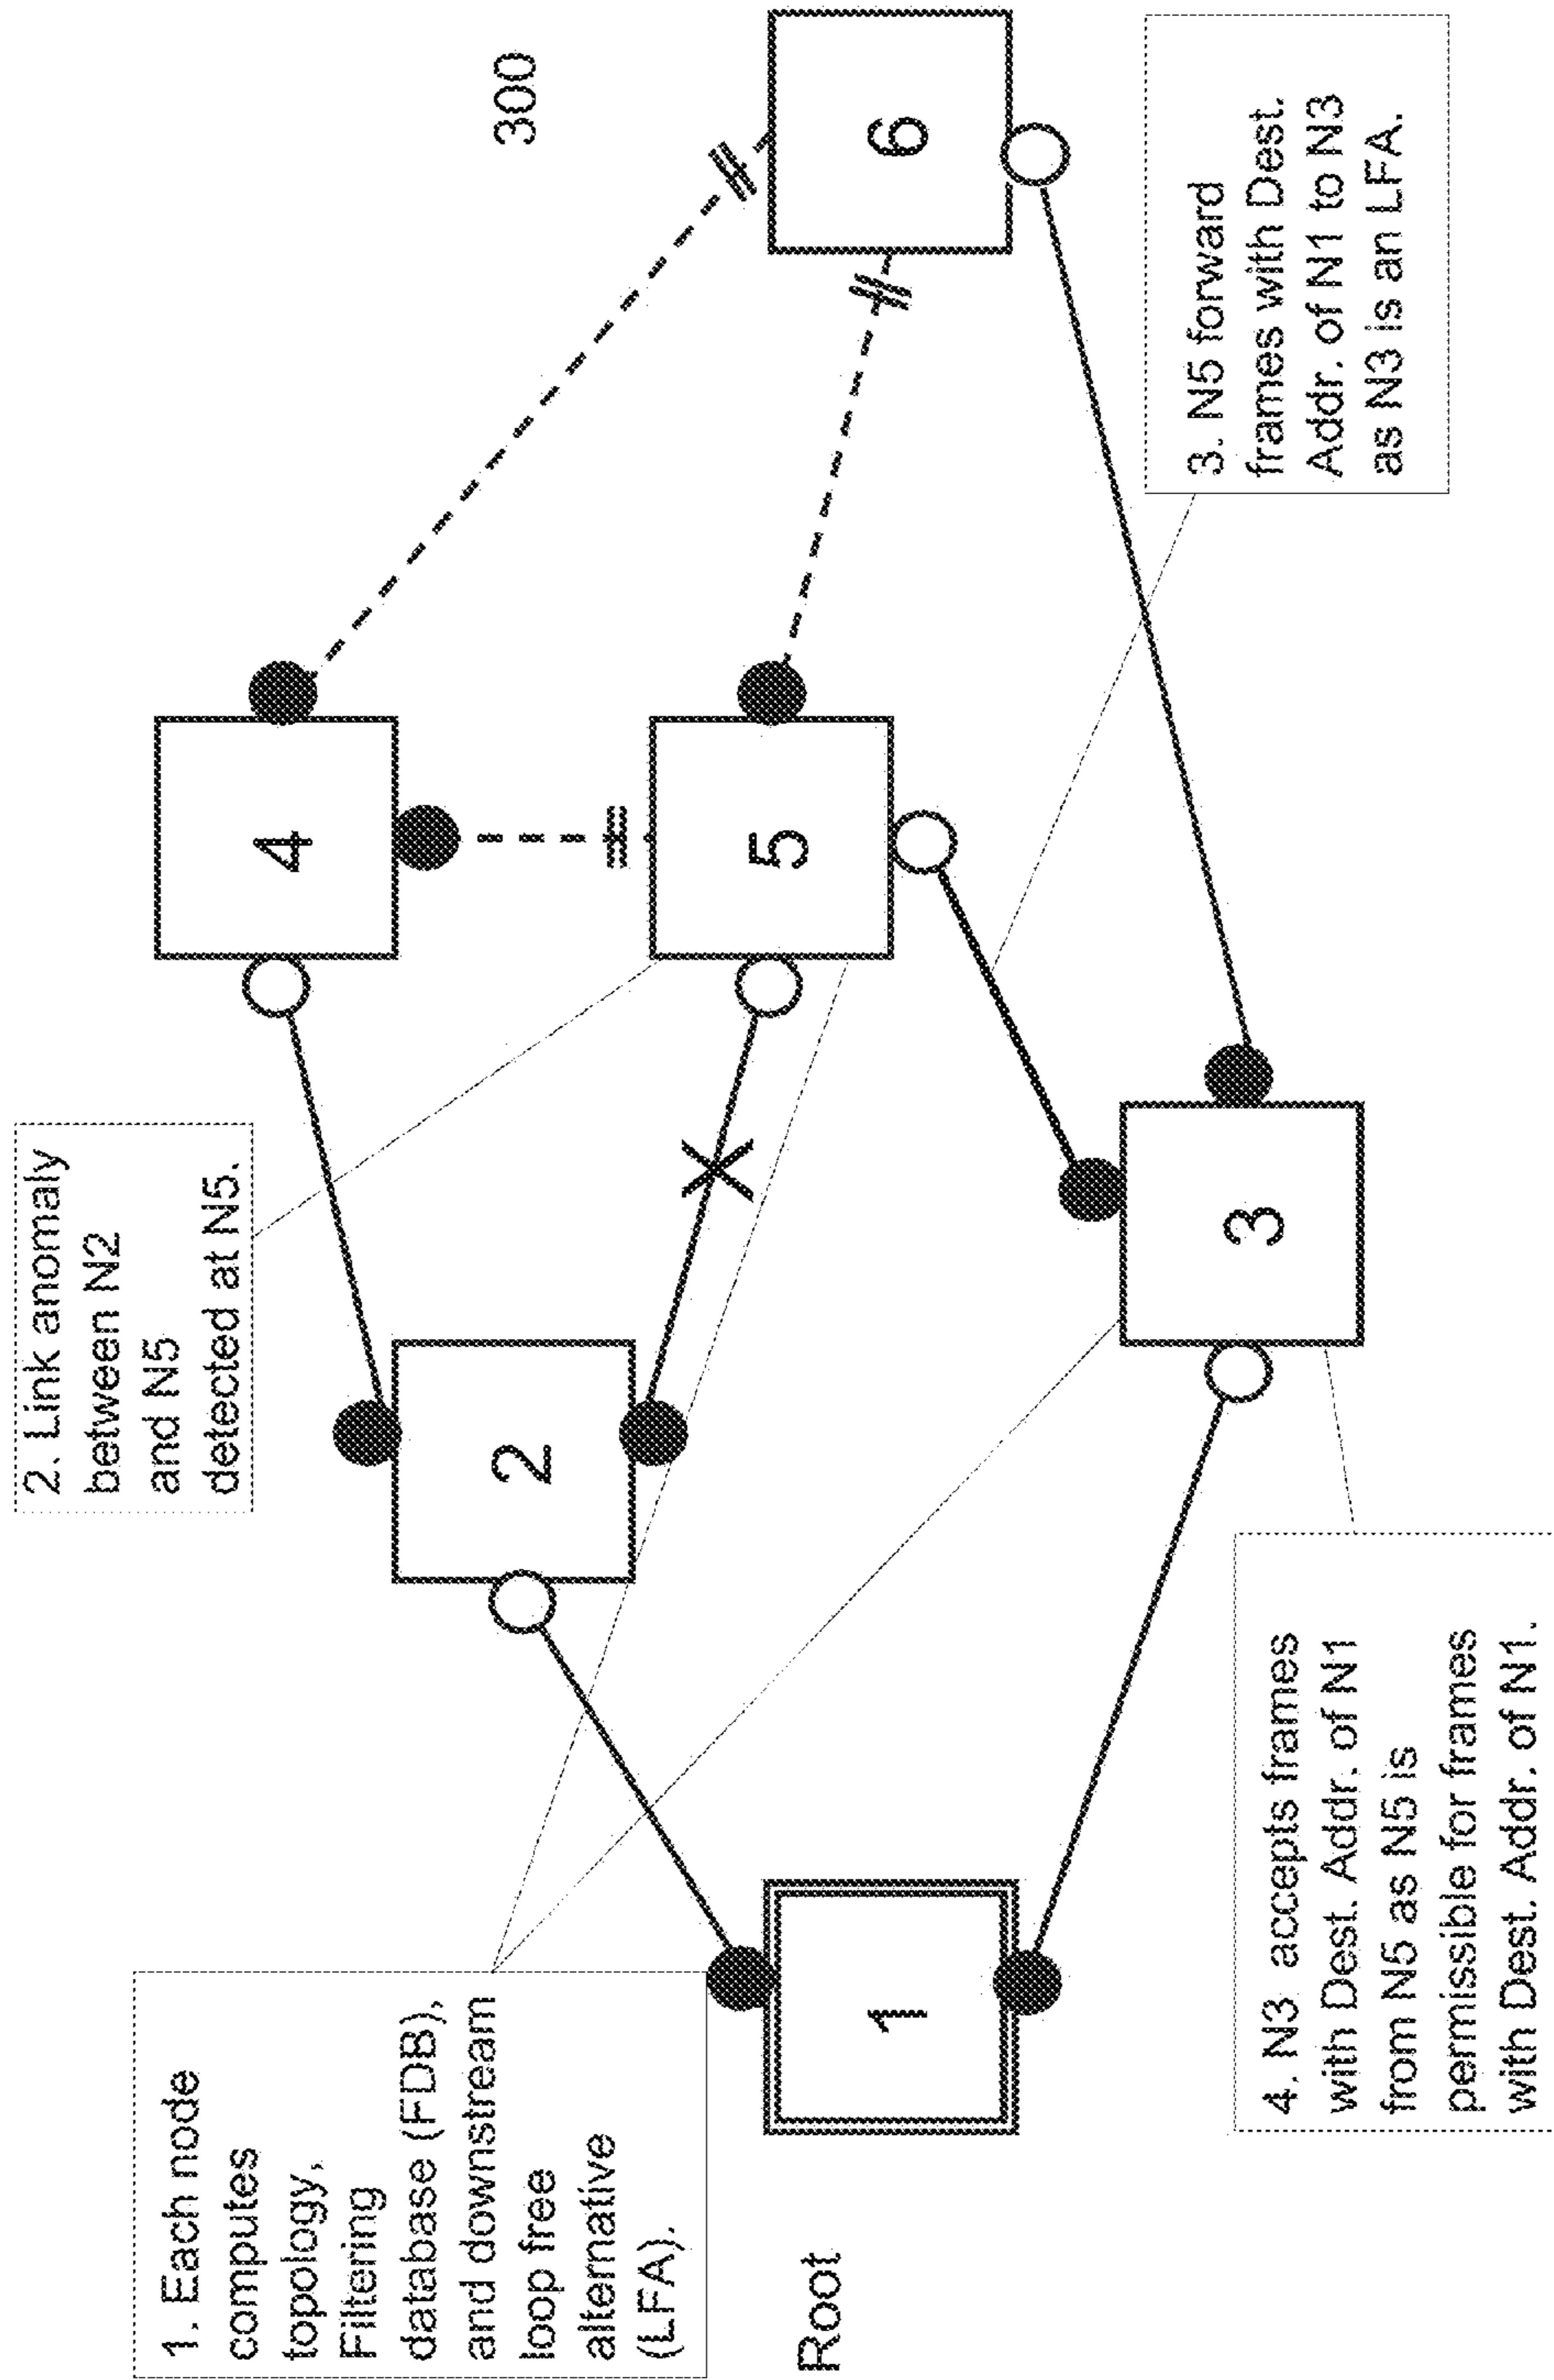 1. Each node
computes
topology,
Filtering
database (FDB),
and downstream
loop free
alternative
(LFA).
Root
2. Link anomaly
between N2
and N5
detected at N5.
300
1
2
3
4
5
6
3. N5 forward
frames with Dest.
Addr. of N1 to N3
as N3 is an LFA.
4. N3 accepts frames
with Dest. Addr. of N1
from N5 as N5 is
permissible for frames
with Dest. Addr. of N1.